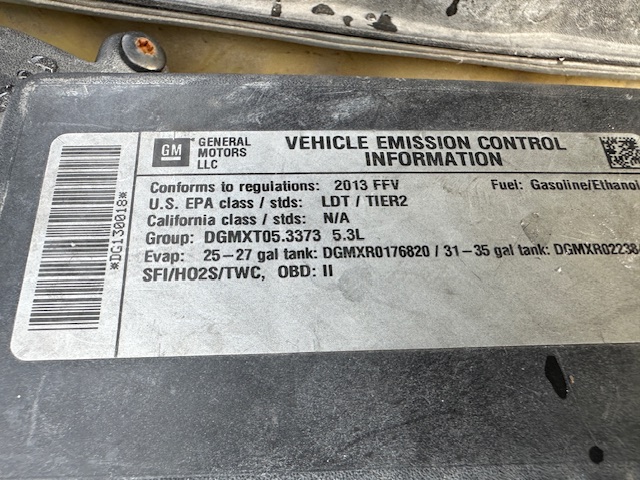 *DG130018*
GM
GENERAL
MOTORS
LLC
VEHICLE EMISSION CONTROL
INFORMATION
Conforms to regulations: 2013 FFV
Fuel: Gasoline/Ethanol
U.S. EPA class / stds: LDT / TIER2
California class / stds: N/A
Group: DGMXT05.3373 5.3L
Evap: 25-27 gal tank: DGMXR0176820 / 31-35 gal tank: DGMXR02238
SFI/HO2S/TWC, OBD: II